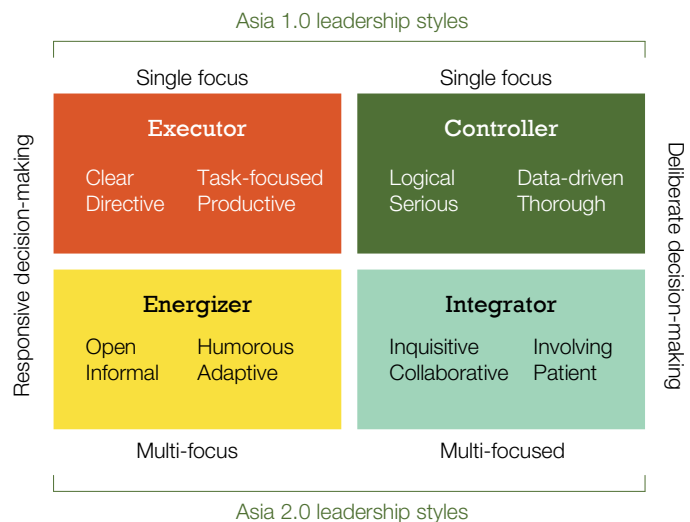 Asia 1.0 leadership styles
Single focus
Single focus
Responsive decision-making
Executor
Clear Task-focused
Directive Productive
Controller
Logical Data-driven
Serious Thorough
Deliberate decision-making
Energizer
Open Humorous
Informal Adaptive
Integrator
Inquisitive Involving
Collaborative Patient
Multi-focus
Multi-focused
Asia 2.0 leadership styles